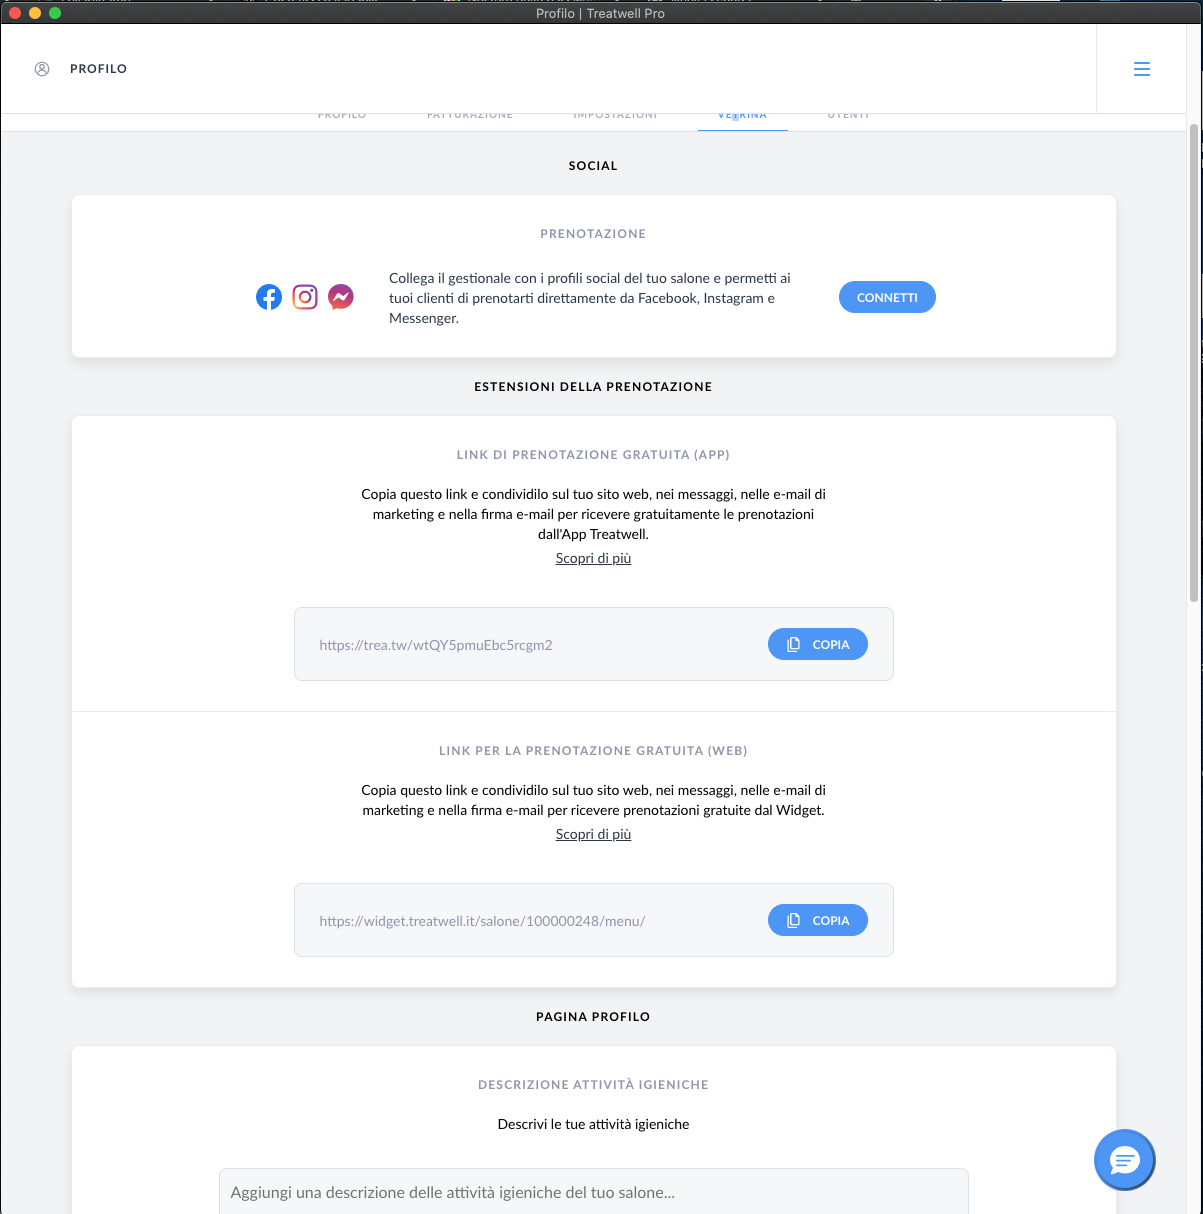 Profilo | Treatwell Pro
PROFILO
PROFILO FATTURAZIONE IMPOSTAZIONI VETRINA UTENTI
SOCIAL
PRENOTAZIONE
Collega il gestionale con i profili social del tuo salone e permetti ai
tuoi clienti di prenotarti direttamente da Facebook, Instagram e
Messenger.
CONNETTI
ESTENSIONI DELLA PRENOTAZIONE
LINK DI PRENOTAZIONE GRATUITA (APP)
Copia questo link e condividilo sul tuo sito web, nei messaggi, nelle e-mail di
marketing e nella firma e-mail per ricevere gratuitamente le prenotazioni
dall'App Treatwell.
Scopri di più
https://trea.tw/wtQY5pmuEbc5rcgm2
COPIA
LINK PER LA PRENOTAZIONE GRATUITA (WEB)
Copia questo link e condividilo sul tuo sito web, nei messaggi, nelle e-mail di
marketing e nella firma e-mail per ricevere prenotazioni gratuite dal Widget.
Scopri di più
https://widget.treatwell.it/salone/100000248/menu/
COPIA
PAGINA PROFILO
DESCRIZIONE ATTIVITÀ IGIENICHE
Descrivi le tue attività igieniche
Aggiungi una descrizione delle attività igieniche del tuo salone...